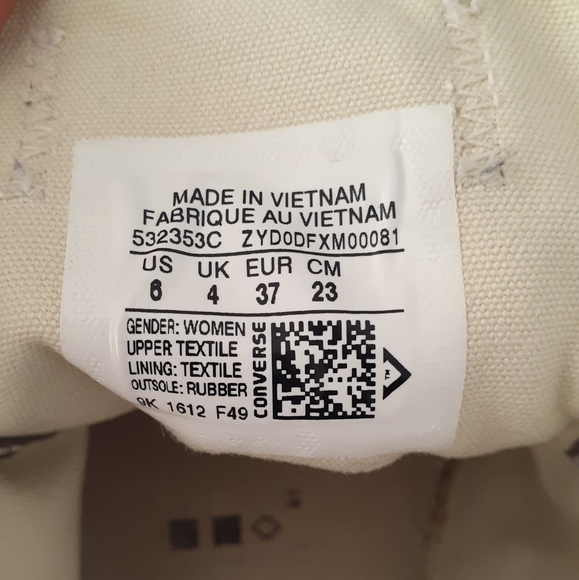 MADE IN VIETNAM
FABRIQUE AU VIETNAM
532353C ZYD0DFXM00081
US UK EUR CM
6 4 37 23
GENDER: WOMEN
UPPER TEXTILE
LINING: TEXTILE
OUTSOLE: RUBBER
9K 1612 F49
CONVERSE
TM